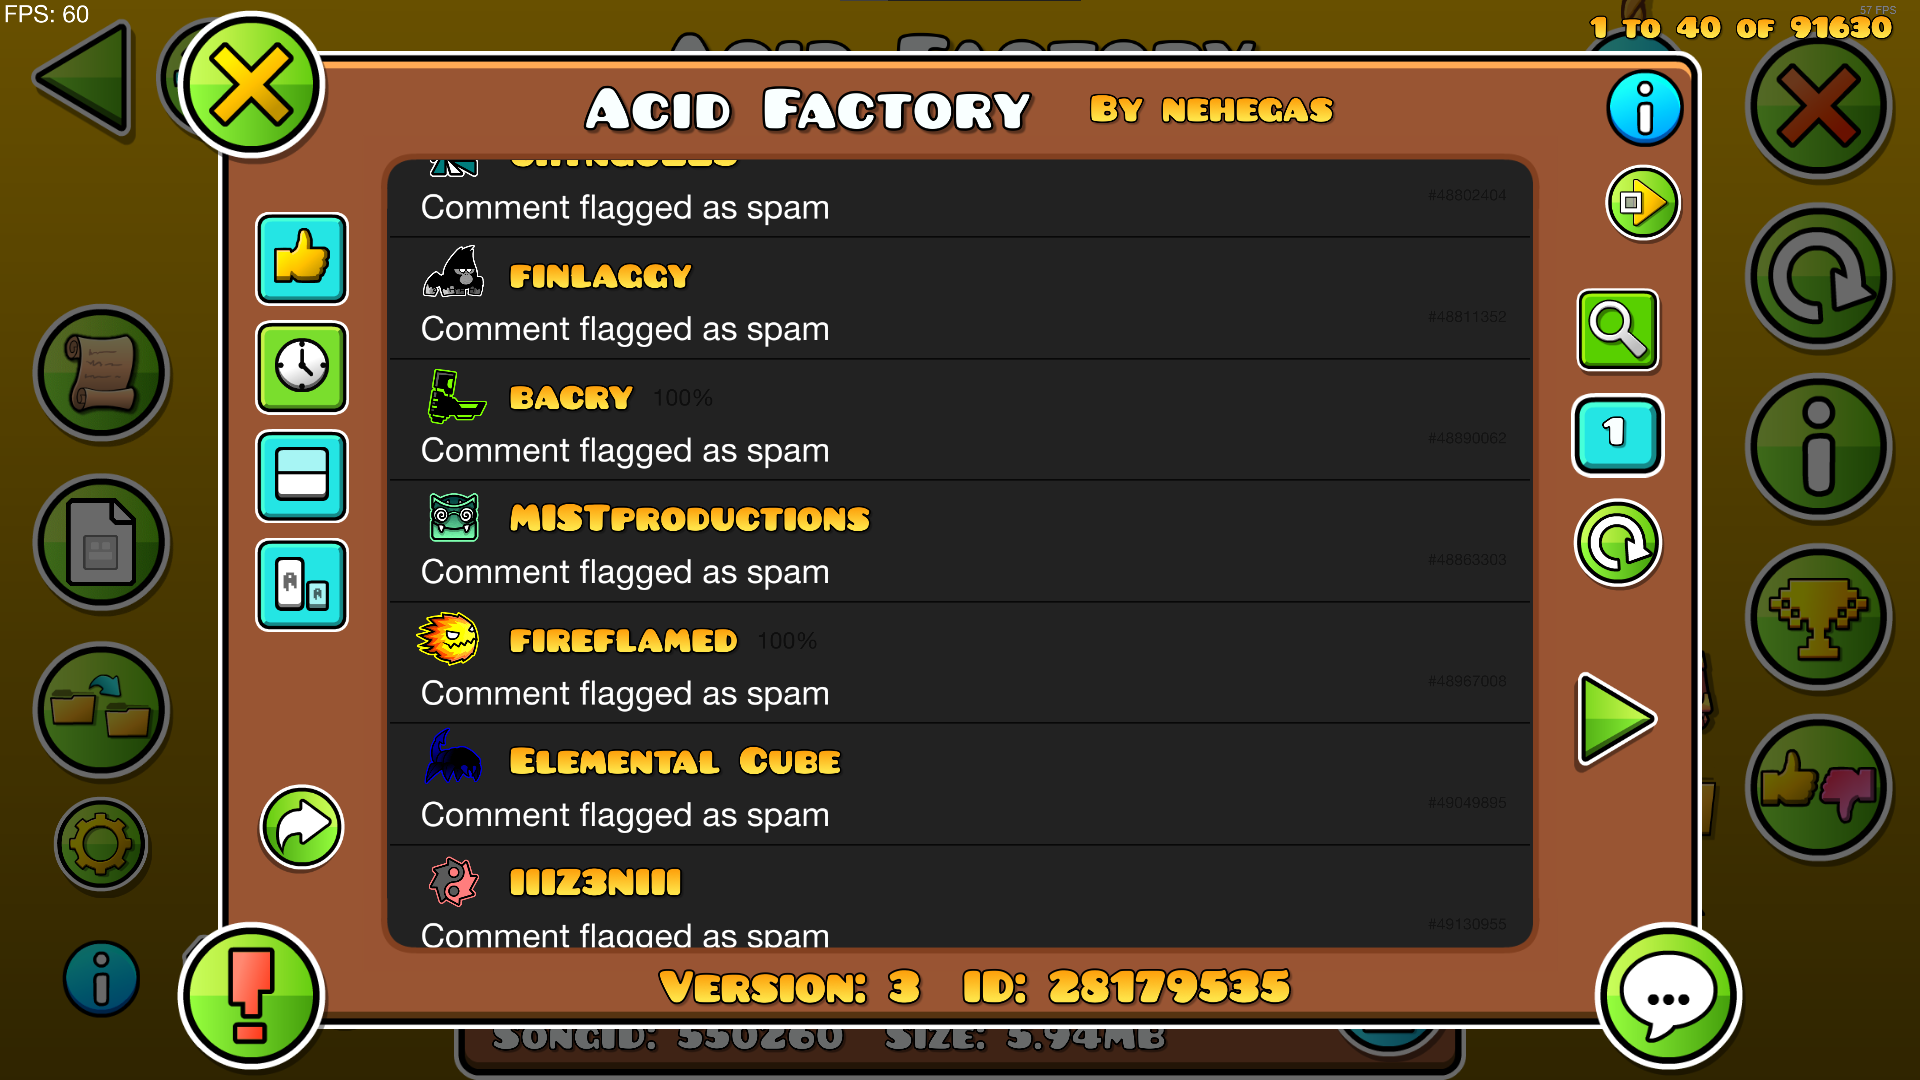 FPS: 60
57 FPS
1 to 40 of 91630
Acid Factory
Acid Factory By nehegas
#48802404
Comment flagged as spam
FINLAGGY
#48811352
Comment flagged as spam
BACRY 100%
#48890062
Comment flagged as spam
MISTproductions
#48863303
Comment flagged as spam
FIREFLAMED 100%
#48967008
Comment flagged as spam
Elemental Cube
#49049895
Comment flagged as spam
IIIZ3NIII
#49130955
Comment flagged as spam
1
Version: 3 ID: 28179535
SongID: 550260 Size: 5.94MB